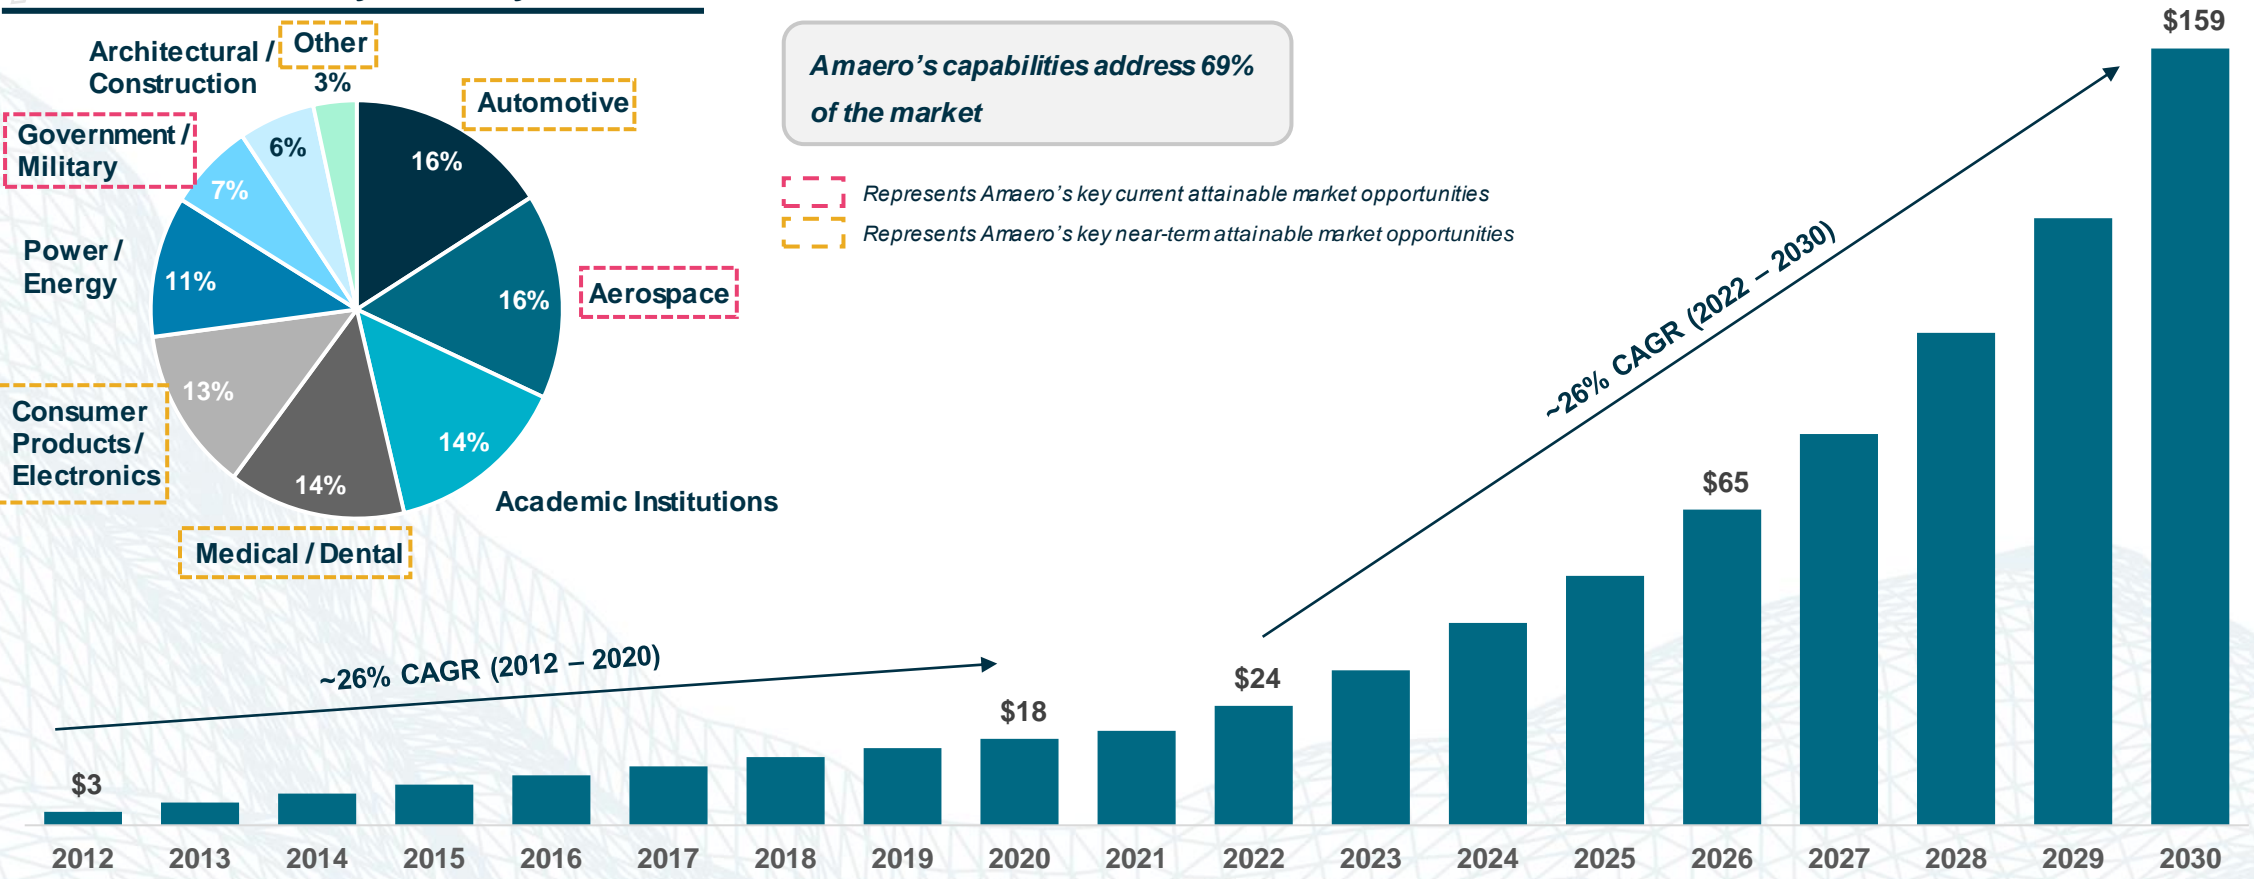 Architectural /
Construction
Other
3%
Automotive
Government /
Military
16%
6%
7%
Power /
Energy
11%
16%
Aerospace
13%
Consumer
Products /
Electronics
14%
14%
Academic Institutions
Medical / Dental
Amaero's capabilities address 69%
of the market
Represents Amaero's key current attainable market opportunities
Represents Amaero's key near-term attainable market opportunities
~26% CAGR (2012 – 2020)
~26% CAGR (2022 – 2030)
$3
$18
$24
$65
$159
2012 2013 2014 2015 2016 2017 2018 2019 2020 2021 2022 2023 2024 2025 2026 2027 2028 2029 2030